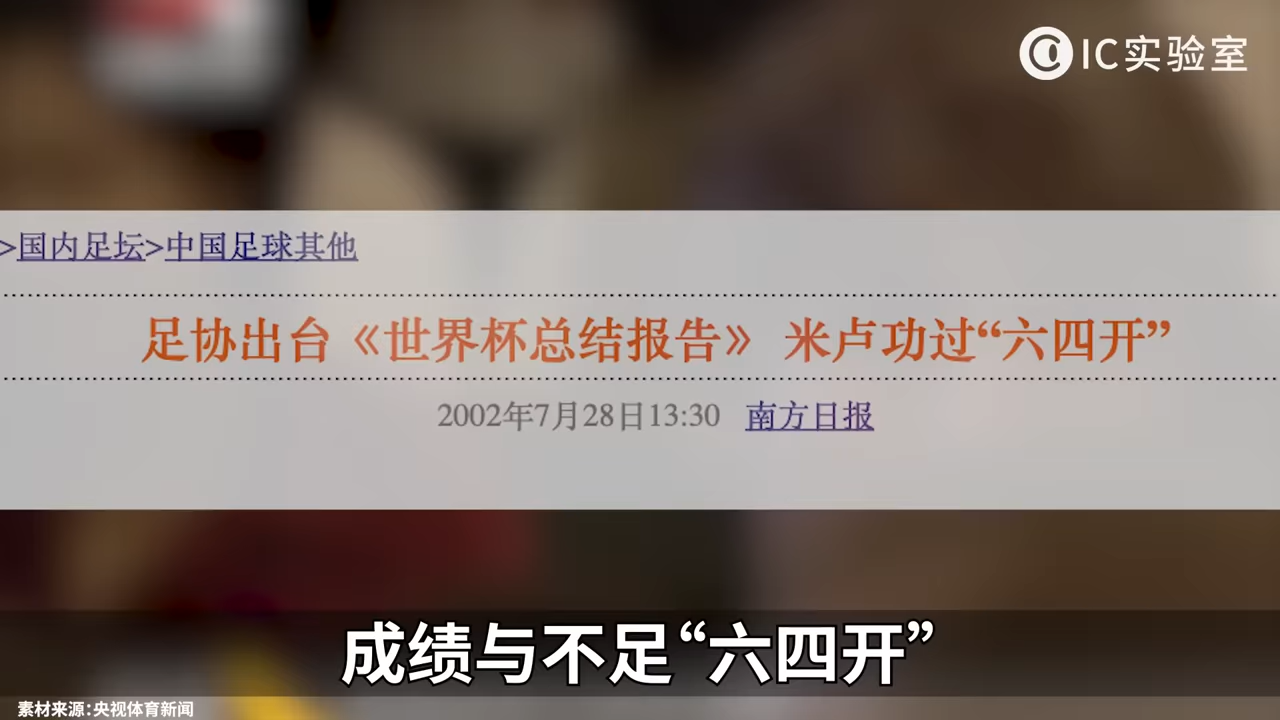 IC实验室
>国内足坛>中国足球其他
足协出台《世界杯总结报告》 米卢功过“六四开”
2002年7月28日13:30 南方日报
成绩与不足“六四开”
素材来源:央视体育新闻